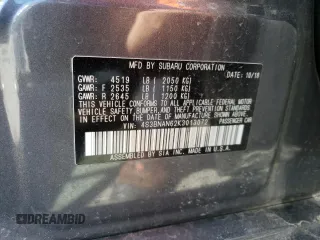 MFD BY SUBARU CORPORATION
GVWR: 4519 LB ( 2050 KG) DATE: 10/18
GAWR: F 2535 LB ( 1150 KG)
GAWR: R 2645 LB ( 1200 KG)
THIS VEHICLE CONFORMS TO ALL APPLICABLE FEDERAL
MOTOR VEHICLE SAFETY, BUMPER, AND THEFT PREVENTION
STANDARDS IN EFFECT ON THE DATE OF MANUFACTURE
SHOWN ABOVE.
VIN: 4S3BNAN62K3013072 PASSENGER CAR
ASSEMBLED BY SIA INC. MADE IN U.S.A.
DREAMBID